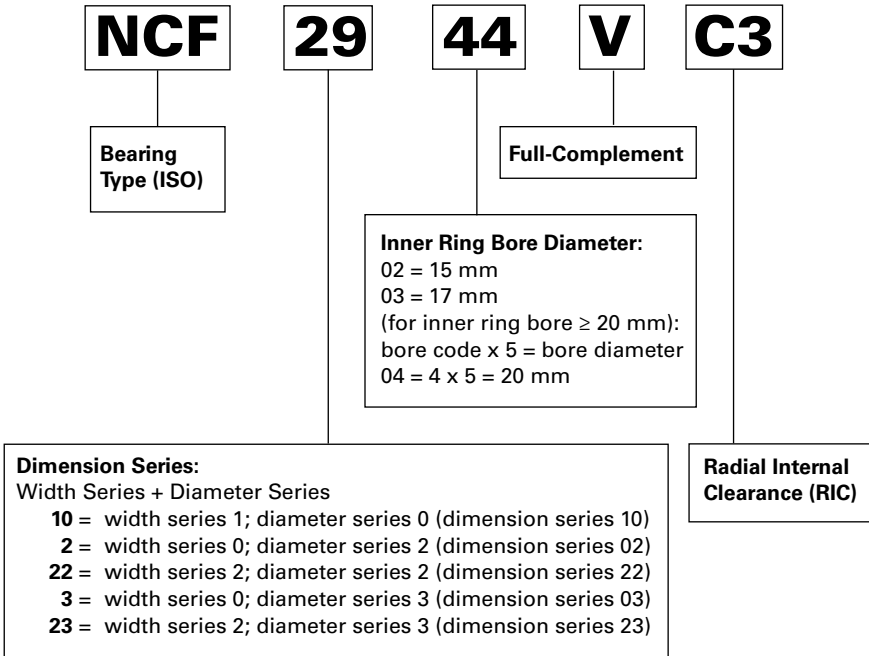 NCF 29 44 V C3
Bearing
Type (ISO)
Full-Complement
Inner Ring Bore Diameter:
02 = 15 mm
03 = 17 mm
(for inner ring bore ≥ 20 mm):
bore code x 5 = bore diameter
04 = 4 x 5 = 20 mm
Dimension Series:
Width Series + Diameter Series
10 = width series 1; diameter series 0 (dimension series 10)
2 = width series 0; diameter series 2 (dimension series 02)
22 = width series 2; diameter series 2 (dimension series 22)
3 = width series 0; diameter series 3 (dimension series 03)
23 = width series 2; diameter series 3 (dimension series 23)
Radial Internal
Clearance (RIC)